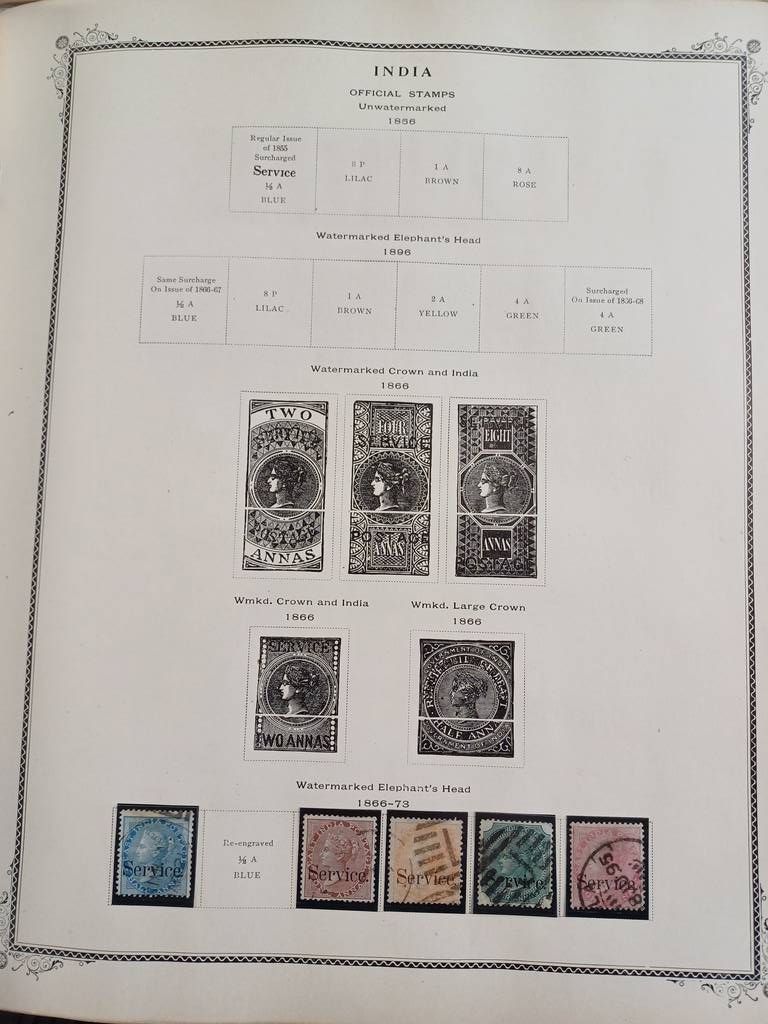 INDIA
OFFICIAL STAMPS
Unwatermarked
1866
Regular Issue
of 1855
Surcharged
Service
½ A
BLUE
8 P
LILAC
1 A
BROWN
8 A
ROSE
Watermarked Elephant's Head
1896
Same Surcharge
On Issue of 1866-67
½ A
BLUE
8 P
LILAC
1 A
BROWN
2 A
YELLOW
4 A
GREEN
Surcharged
On Issue of 1856-68
4 A
GREEN
Watermarked Crown and India
1866
TWO
SERVICE
POSTAGE
ANNAS
FOUR
SERVICE
POSTAGE
ANNAS
SERVICE
EIGHT
ANNAS
POSTAGE
Wmkd. Crown and India
1866
Wmkd. Large Crown
1866
SERVICE
TWO ANNAS
HALF ANNA
Watermarked Elephant's Head
1866-73
Service.
Re-engraved
½ A
BLUE
Service.
Service.
Service.
Service.